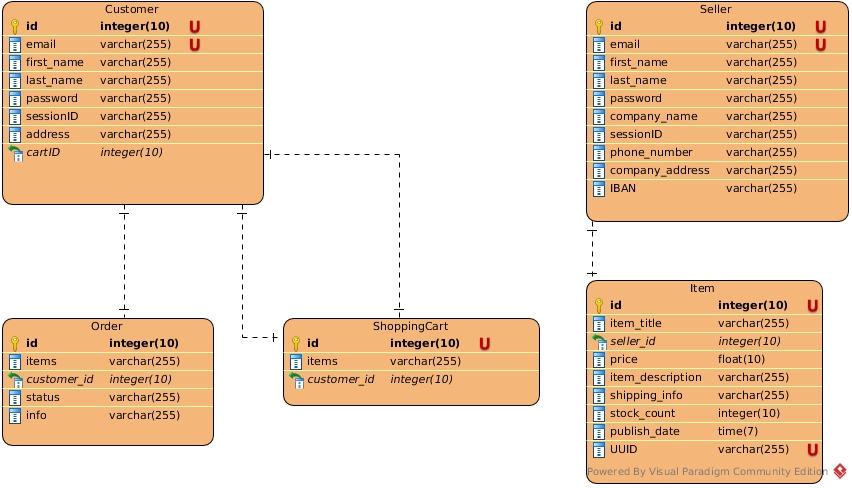 Customer
id integer(10) U
email varchar(255) U
first_name varchar(255)
last_name varchar(255)
password varchar(255)
sessionID varchar(255)
address varchar(255)
cartID integer(10)
Seller
id integer(10) U
email varchar(255) U
first_name varchar(255)
last_name varchar(255)
password varchar(255)
company_name varchar(255)
sessionID varchar(255)
phone_number varchar(255)
company_address varchar(255)
IBAN varchar(255)
Order
id integer(10)
items varchar(255)
customer_id integer(10)
status varchar(255)
info varchar(255)
ShoppingCart
id integer(10) U
items varchar(255)
customer_id integer(10)
Item
id integer(10) U
item_title varchar(255)
seller_id integer(10)
price float(10)
item_description varchar(255)
shipping_info varchar(255)
stock_count integer(10)
publish_date time(7)
UUID varchar(255) U
Powered By Visual Paradigm Community Edition